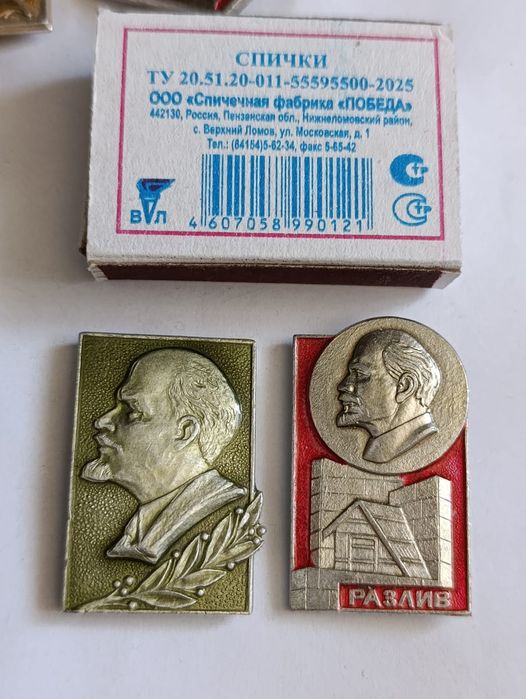 СПИЧКИ
ТУ 20.51.20-011-55595500-2025
ООО «Спичечная фабрика «ПОБЕДА»
442130, Россия, Пензенская обл., Нижнеломовский район,
с. Верхний Ломов, ул. Московская, д. 1
Тел.: (84154)5-62-34, факс 5-65-42
ВЛ
4 607058 990121
РАЗЛИВ